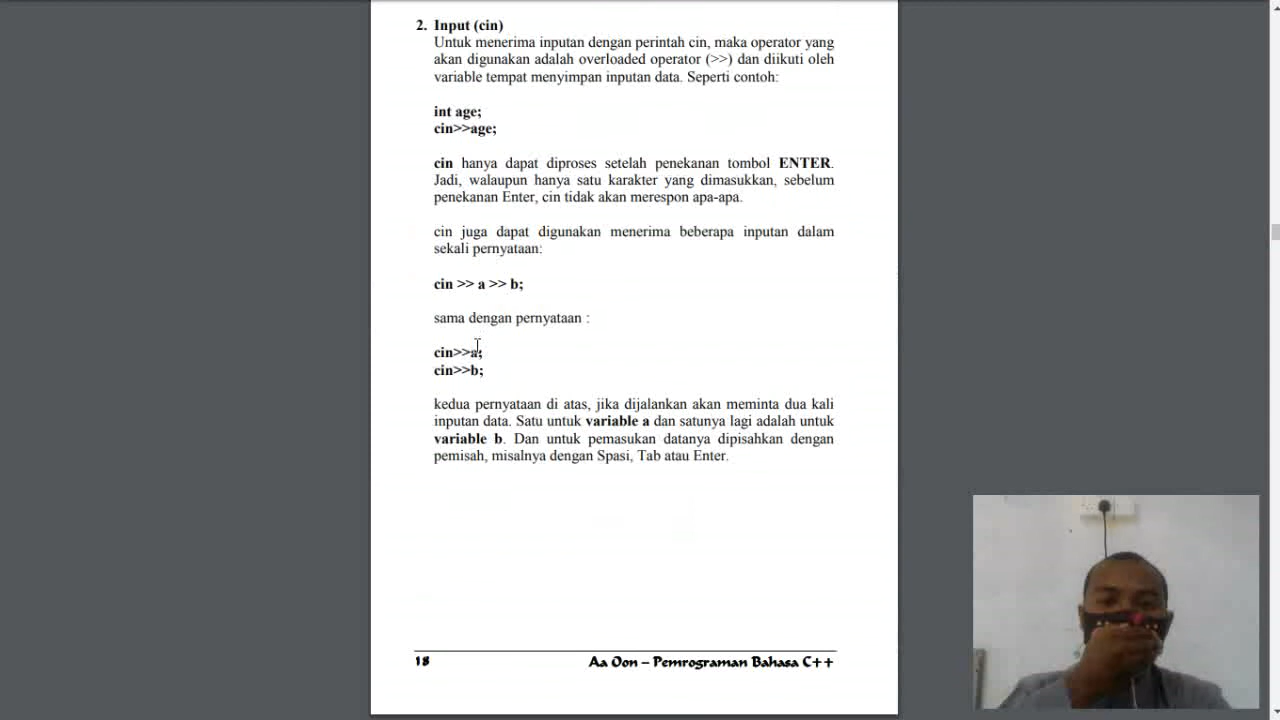 2. Input (cin)
Untuk menerima inputan dengan perintah cin, maka operator yang
akan digunakan adalah overloaded operator (>>) dan diikuti oleh
variable tempat menyimpan inputan data. Seperti contoh:
int age;
cin>>age;
cin hanya dapat diproses setelah penekanan tombol ENTER.
Jadi, walaupun hanya satu karakter yang dimasukkan, sebelum
penekanan Enter, cin tidak akan merespon apa-apa.
cin juga dapat digunakan menerima beberapa inputan dalam
sekali pernyataan:
cin >> a >> b;
sama dengan pernyataan :
cin>>a;
cin>>b;
kedua pernyataan di atas, jika dijalankan akan meminta dua kali
inputan data. Satu untuk variable a dan satunya lagi adalah untuk
variable b. Dan untuk pemasukan datanya dipisahkan dengan
pemisah, misalnya dengan Spasi, Tab atau Enter.
18 Aa Oon – Pemrograman Bahasa C++